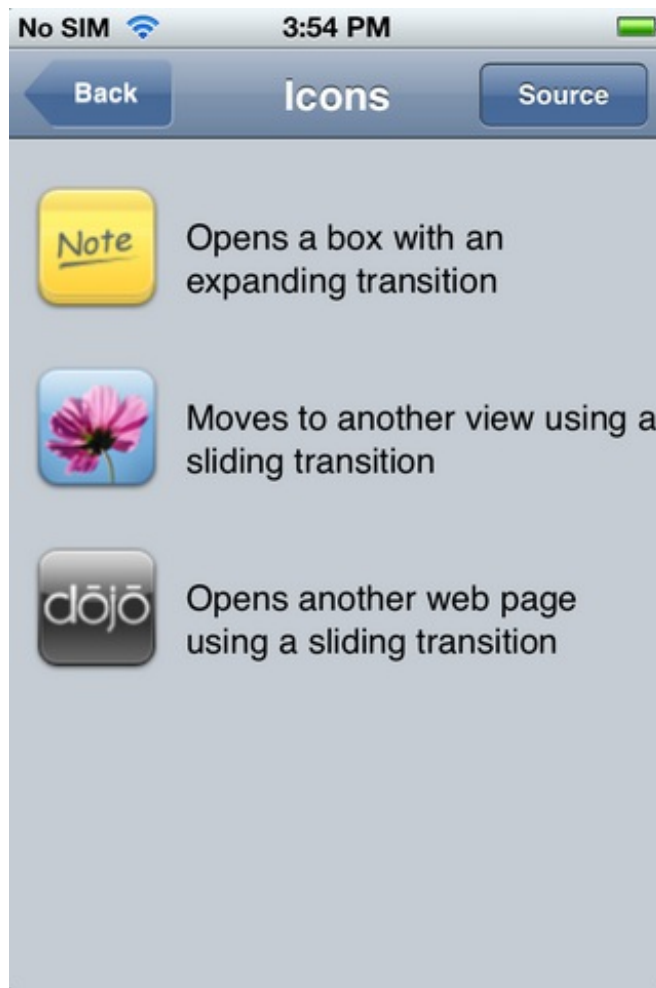 No SIM 3:54 PM
Back Icons Source
Note
Opens a box with an
expanding transition
Moves to another view using a
sliding transition
dōjō
Opens another web page
using a sliding transition